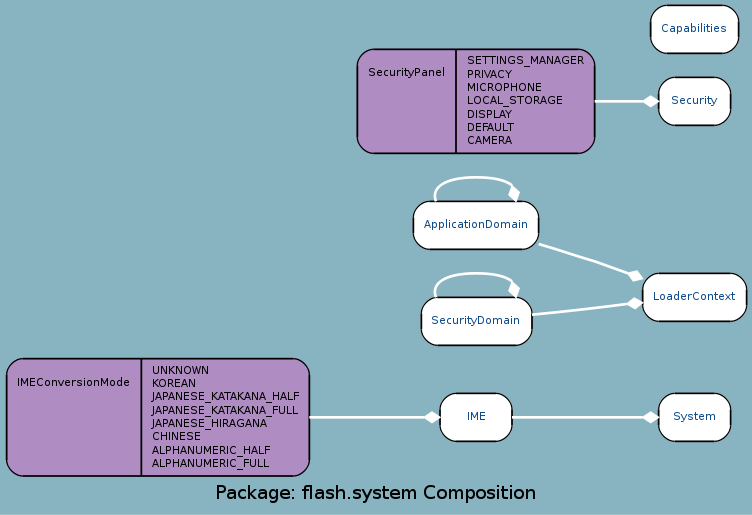 Capabilities
SecurityPanel
SETTINGS_MANAGER
PRIVACY
MICROPHONE
LOCAL_STORAGE
DISPLAY
DEFAULT
CAMERA
Security
ApplicationDomain
LoaderContext
SecurityDomain
IMEConversionMode
UNKNOWN
KOREAN
JAPANESE_KATAKANA_HALF
JAPANESE_KATAKANA_FULL
JAPANESE_HIRAGANA
CHINESE
ALPHANUMERIC_HALF
ALPHANUMERIC_FULL
IME
System
Package: flash.system Composition